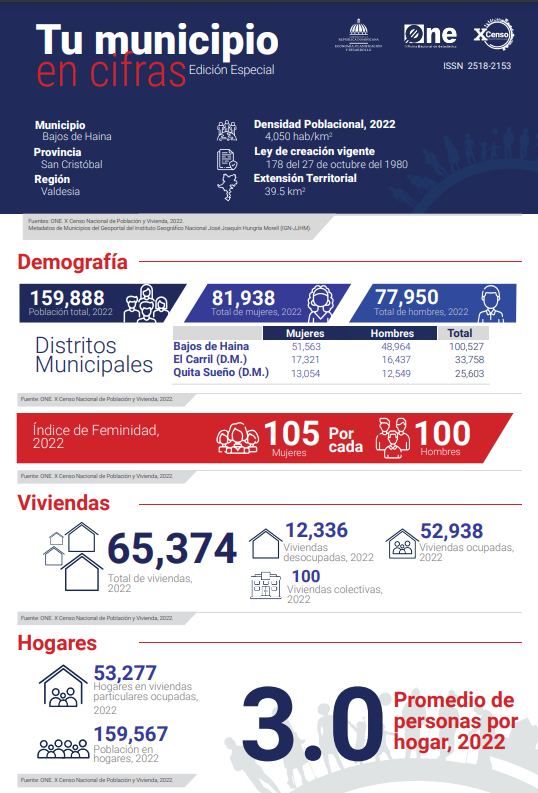 Tu municipio
en cifras Edición Especial
REPÚBLICA DOMINICANA
ECONOMÍA, PLANIFICACIÓN
Y DESARROLLO
One
Oficina Nacional de Estadística
X Censo
ISSN 2518-2153
Municipio
Bajos de Haina
Provincia
San Cristóbal
Región
Valdesia
Densidad Poblacional, 2022
4,050 hab/km²
Ley de creación vigente
178 del 27 de octubre del 1980
Extensión Territorial
39.5 km²
Fuentes: ONE. X Censo Nacional de Población y Vivienda, 2022.
Metadatos de Municipios del Geoportal del Instituto Geográfico Nacional José Joaquín Hungría Morell (IGN-JJHM)
Demografía
159,888
Población total, 2022
81,938
Total de mujeres, 2022
77,950
Total de hombres, 2022
Distritos
Municipales
Mujeres Hombres Total
Bajos de Haina 51,563 48,964 100,527
El Carril (D.M.) 17,321 16,437 33,758
Quita Sueño (D.M.) 13,054 12,549 25,603
Fuente: ONE. X Censo Nacional de Población y Vivienda, 2022.
Índice de Feminidad,
2022
105
Mujeres
Por
cada
100
Hombres
Fuente: ONE. X Censo Nacional de Población y Vivienda, 2022.
Viviendas
65,374
Total de viviendas,
2022
12,336
Viviendas
desocupadas, 2022
52,938
Viviendas ocupadas,
2022
100
Viviendas colectivas,
2022
Fuente: ONE. X Censo Nacional de Población y Vivienda, 2022.
Hogares
53,277
Hogares en viviendas
particulares ocupadas,
2022
159,567
Población en
hogares, 2022
3.0
Promedio de
personas por
hogar, 2022
Fuente: ONE. X Censo Nacional de Población y Vivienda, 2022.